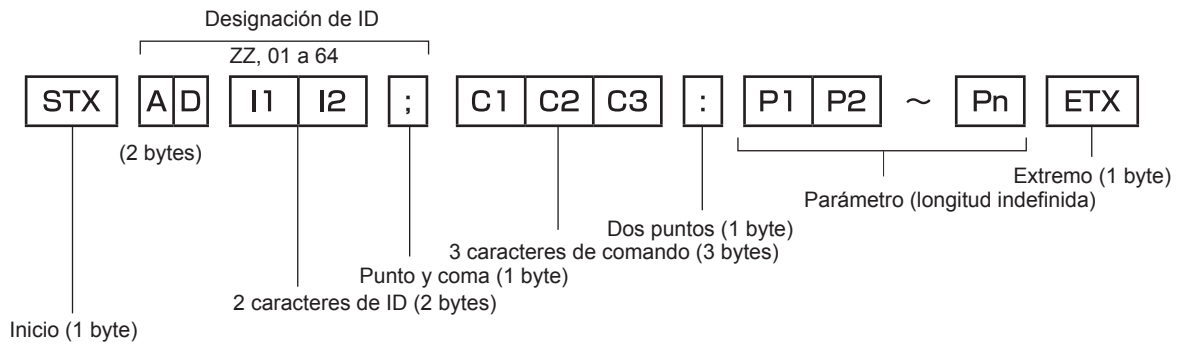 Designación de ID
ZZ, 01 a 64
STX A D I1 I2 ; C1 C2 C3 : P1 P2 ~ Pn ETX
(2 bytes)
Extremo (1 byte)
Parámetro (longitud indefinida)
Dos puntos (1 byte)
3 caracteres de comando (3 bytes)
Punto y coma (1 byte)
2 caracteres de ID (2 bytes)
Inicio (1 byte)